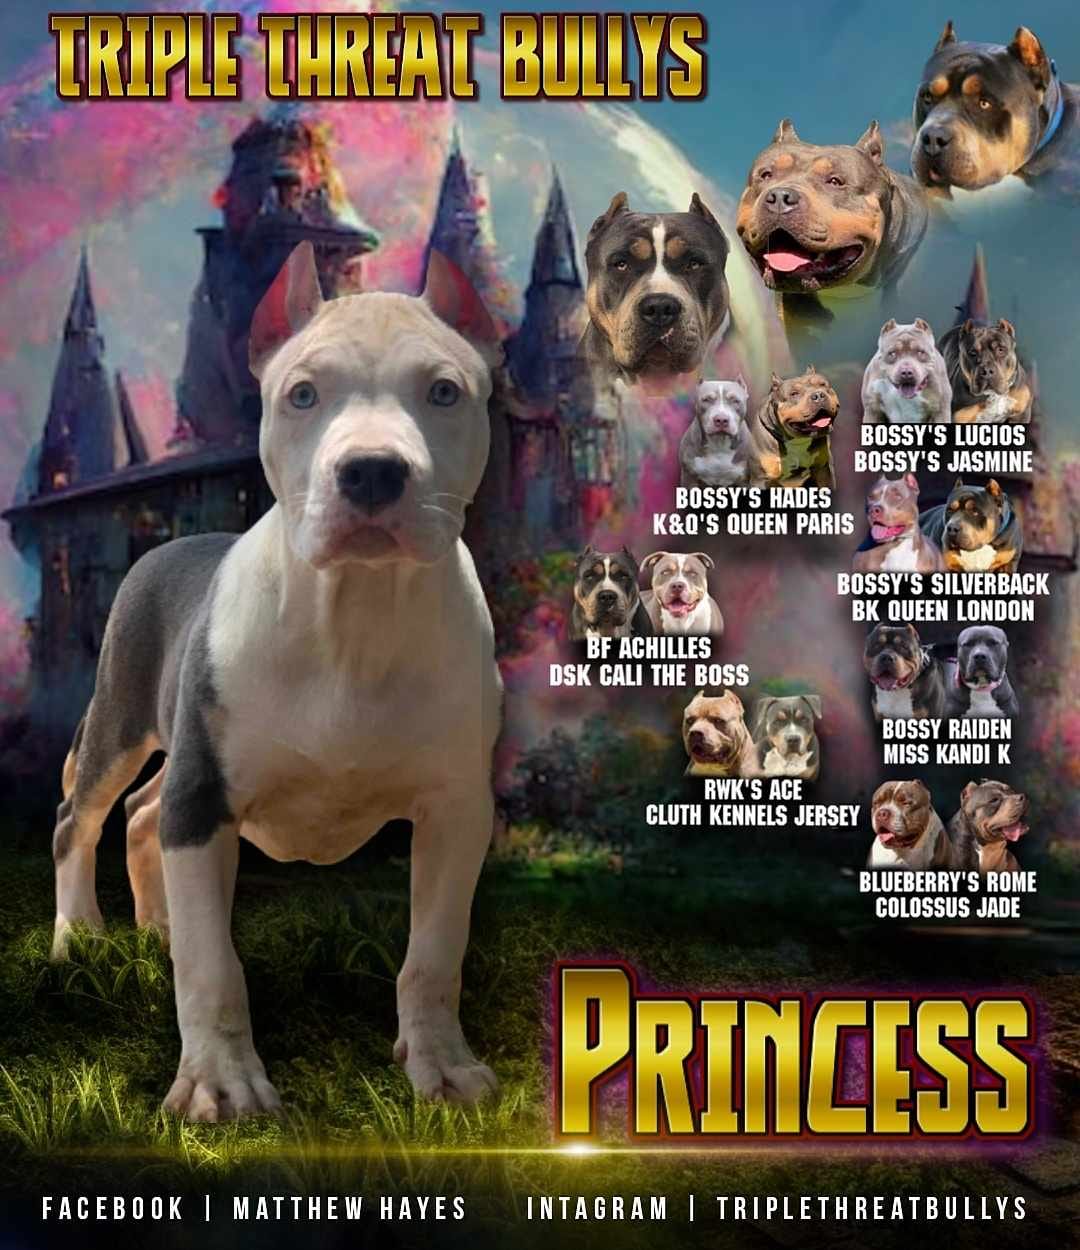 TRIPLE THREAT BULLYS
BOSSY'S LUCIOS
BOSSY'S JASMINE
BOSSY'S HADES
K&Q'S QUEEN PARIS
BOSSY'S SILVERBACK
BK QUEEN LONDON
BF ACHILLES
DSK CALI THE BOSS
BOSSY RAIDEN
MISS KANDI K
RWK'S ACE
CLUTH KENNELS JERSEY
BLUEBERRY'S ROME
COLOSSUS JADE
PRINCESS
FACEBOOK | MATTHEW HAYES INTAGRAM | TRIPLETHREATBULLYS